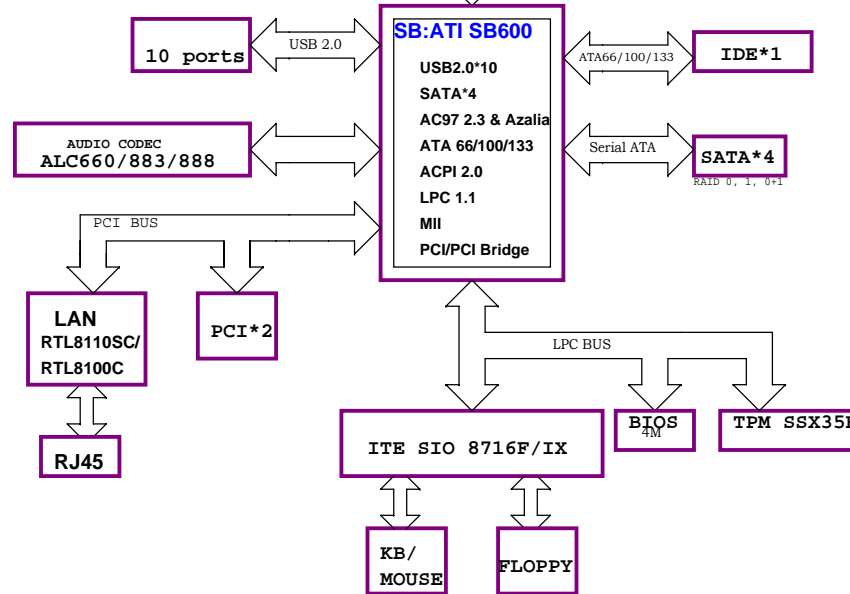 SB:ATI SB600
10 ports
USB 2.0
USB2.0*10
SATA*4
AC97 2.3 & Azalia
ATA 66/100/133
ACPI 2.0
LPC 1.1
MII
PCI/PCI Bridge
ATA66/100/133
IDE*1
AUDIO CODEC
ALC660/883/888
Serial ATA
SATA*4
RAID 0, 1, 0+1
PCI BUS
LAN
RTL8110SC/
RTL8100C
PCI*2
LPC BUS
RJ45
ITE SIO 8716F/IX
BIOS
4M
TPM SSX35
KB/
MOUSE
FLOPPY